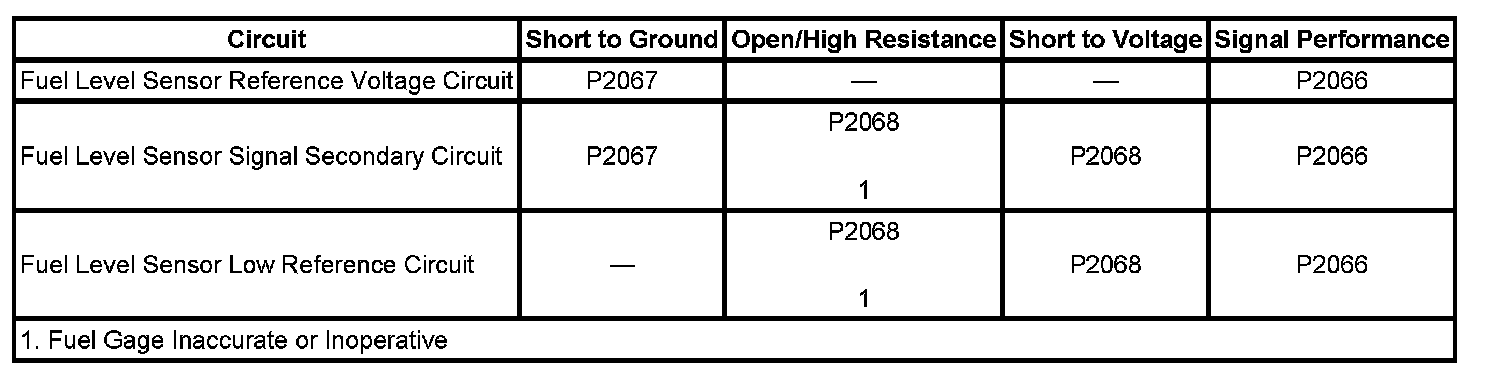 Circuit Short to Ground Open/High Resistance Short to Voltage Signal Performance
Fuel Level Sensor Reference Voltage Circuit P2067 — — P2066
P2068
Fuel Level Sensor Signal Secondary Circuit P2067 P2068 P2066
1
P2068
Fuel Level Sensor Low Reference Circuit — P2068 P2066
1
1. Fuel Gage Inaccurate or Inoperative